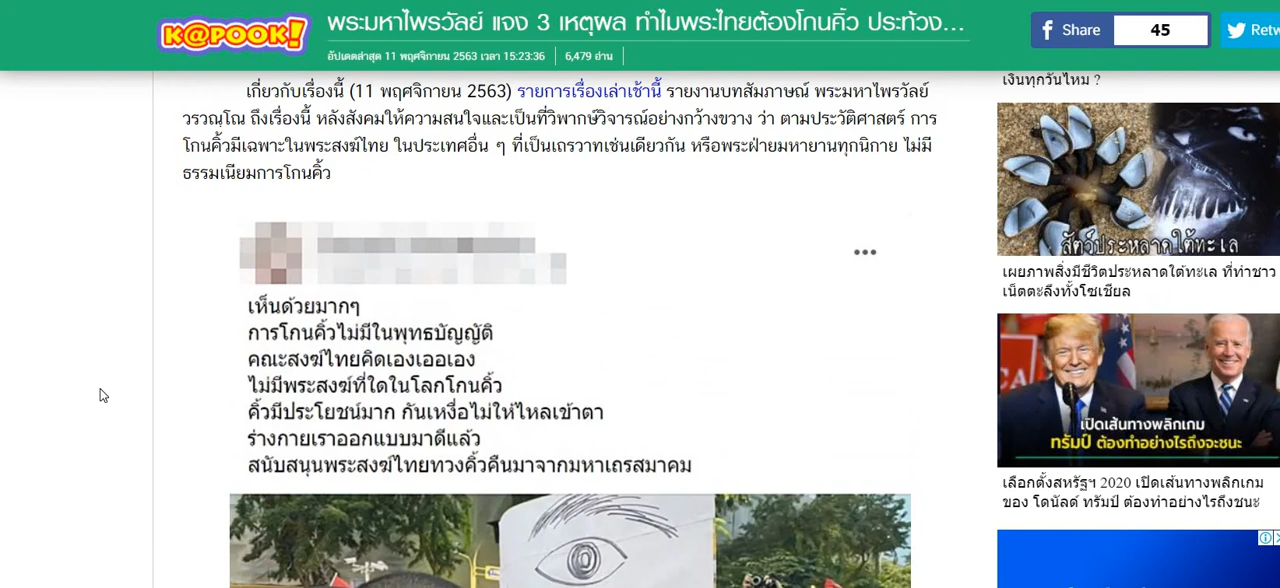 K@POOK!
พระมหาไพรวัลย์ แจง 3 เหตุผล ทำไมพระไทยต้องโกนคิ้ว ประท้วง...
อัปเดตล่าสุด 11 พฤศจิกายน 2563 เวลา 15:23:36
6,479 อ่าน
Share
45
Retw
เกี่ยวกับเรื่องนี้ (11 พฤศจิกายน 2563) รายการเรื่องเล่าเช้านี้ รายงานบทสัมภาษณ์ พระมหาไพรวัลย์
วรวณฺโณ ถึงเรื่องนี้ หลังสังคมให้ความสนใจและเป็นที่วิพากษ์วิจารณ์อย่างกว้างขวาง ว่า ตามประวัติศาสตร์ การ
โกนคิ้วมีเฉพาะในพระสงฆ์ไทย ในประเทศอื่น ๆ ที่เป็นเถรวาทเช่นเดียวกัน หรือพระฝ่ายมหายานทุกนิกาย ไม่มี
ธรรมเนียมการโกนคิ้ว
เห็นด้วยมากๆ
การโกนคิ้วไม่มีในพุทธบัญญัติ
คณะสงฆ์ไทยคิดเองเออเอง
ไม่มีพระสงฆ์ที่ใดในโลกโกนคิ้ว
คิ้วมีประโยชน์มาก กันเหงื่อไม่ให้ไหลเข้าตา
ร่างกายเราออกแบบมาดีแล้ว
สนับสนุนพระสงฆ์ไทยทวงคิ้วคืนมาจากมหาเถรสมาคม
เงินทุกวันไหม ?
สัตว์ประหลาดใต้ทะเล
เผยภาพสิ่งมีชีวิตประหลาดใต้ทะเล ที่ทำชาว
เน็ตตะลึงทั้งโซเชียล
เปิดเส้นทางพลิกเกม
ทรัมป์ ต้องทำอย่างไรถึงจะชนะ
เลือกตั้งสหรัฐฯ 2020 เปิดเส้นทางพลิกเกม
ของ โดนัลด์ ทรัมป์ ต้องทำอย่างไรถึงชนะ